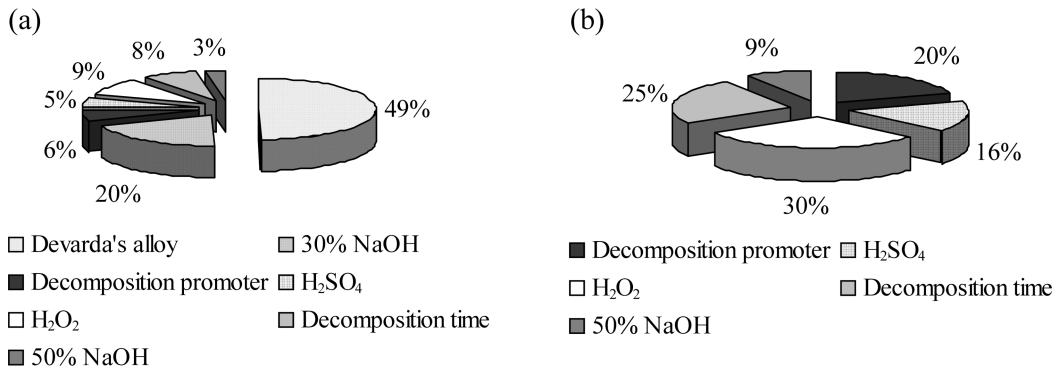 (a)
3%
8%
9%
5%
6%
20%
49%
Devarda's alloy
30% NaOH
Decomposition promoter
H₂SO₄
H₂O₂
Decomposition time
50% NaOH
(b)
9%
20%
25%
16%
30%
Decomposition promoter
H₂SO₄
H₂O₂
Decomposition time
50% NaOH